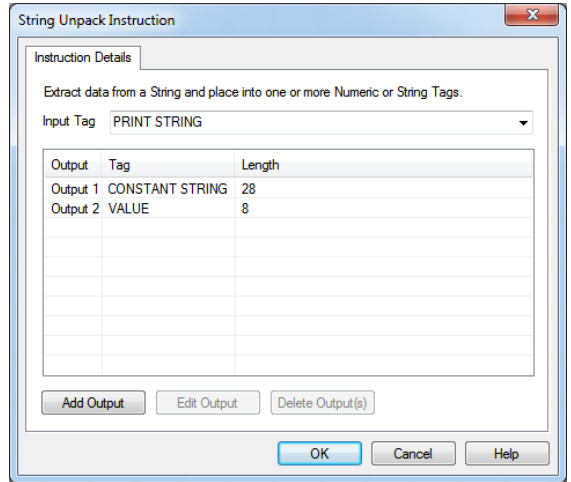 String Unpack Instruction
Instruction Details
Extract data from a String and place into one or more Numeric or String Tags.
Input Tag PRINT STRING
Output Tag Length
Output 1 CONSTANT STRING 28
Output 2 VALUE 8
Add Output Edit Output Delete Output(s)
OK Cancel Help